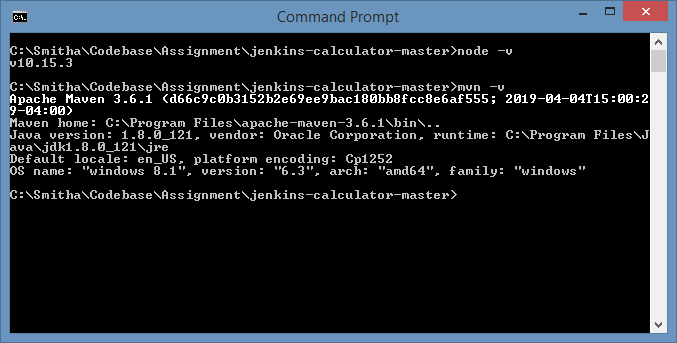 Command Prompt
C:\Smitha\Codebase\Assignment\jenkins-calculator-master>node -v
v10.15.3
C:\Smitha\Codebase\Assignment\jenkins-calculator-master>mvn -v
Apache Maven 3.6.1 (d66c9c0b3152b2e69ee9bac180bb8fcc8e6af555; 2019-04-04T15:00:2
9-04:00)
Maven home: C:\Program Files\apache-maven-3.6.1\bin\..
Java version: 1.8.0_121, vendor: Oracle Corporation, runtime: C:\Program Files\J
ava\jdk1.8.0_121\jre
Default locale: en_US, platform encoding: Cp1252
OS name: "windows 8.1", version: "6.3", arch: "amd64", family: "windows"
C:\Smitha\Codebase\Assignment\jenkins-calculator-master>